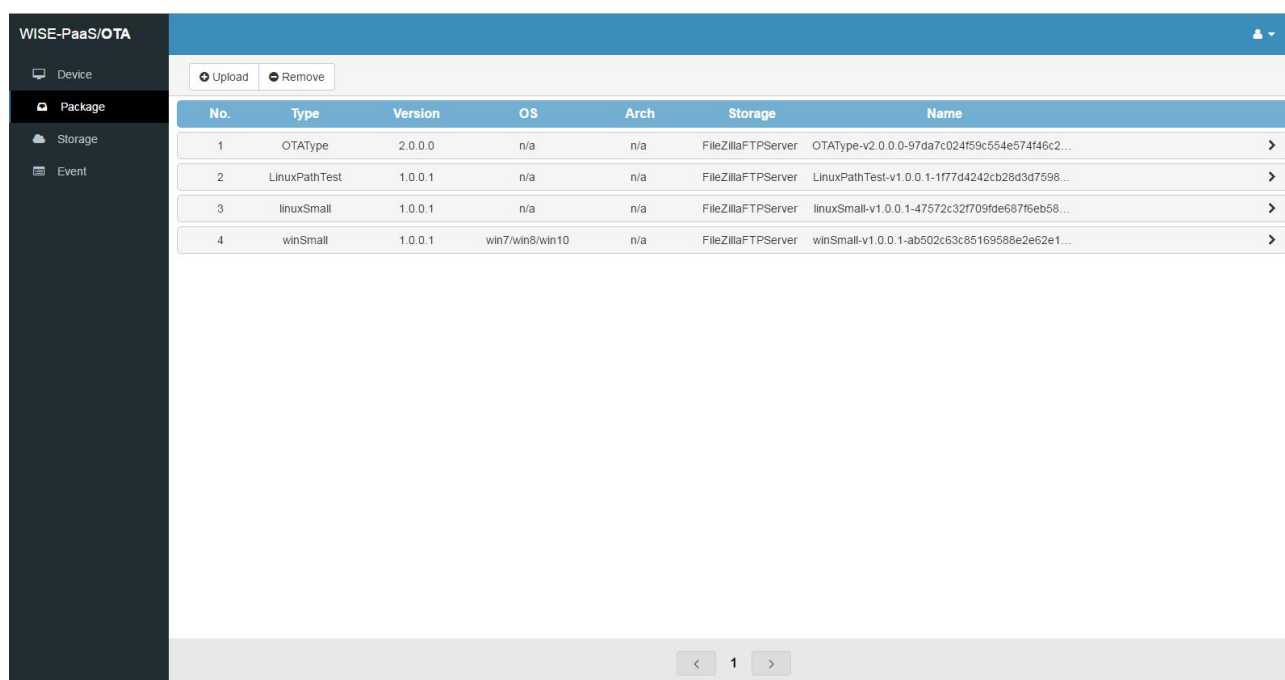 WISE-PaaS/OTA
Device
Package
Storage
Event
Upload Remove
No. Type Version OS Arch Storage Name
1 OTAType 2.0.0.0 n/a n/a FileZillaFTPServer OTAType-v2.0.0.0-97da7c024f59c554e574f46c2...
2 LinuxPathTest 1.0.0.1 n/a n/a FileZillaFTPServer LinuxPathTest-v1.0.0.1-1f77d4242cb28d3d7598...
3 linuxSmall 1.0.0.1 n/a n/a FileZillaFTPServer linuxSmall-v1.0.0.1-47572c32f709fde687f6eb58...
4 winSmall 1.0.0.1 win7/win8/win10 n/a FileZillaFTPServer winSmall-v1.0.0.1-ab502c63c85169588e2e62e1...
< 1 >